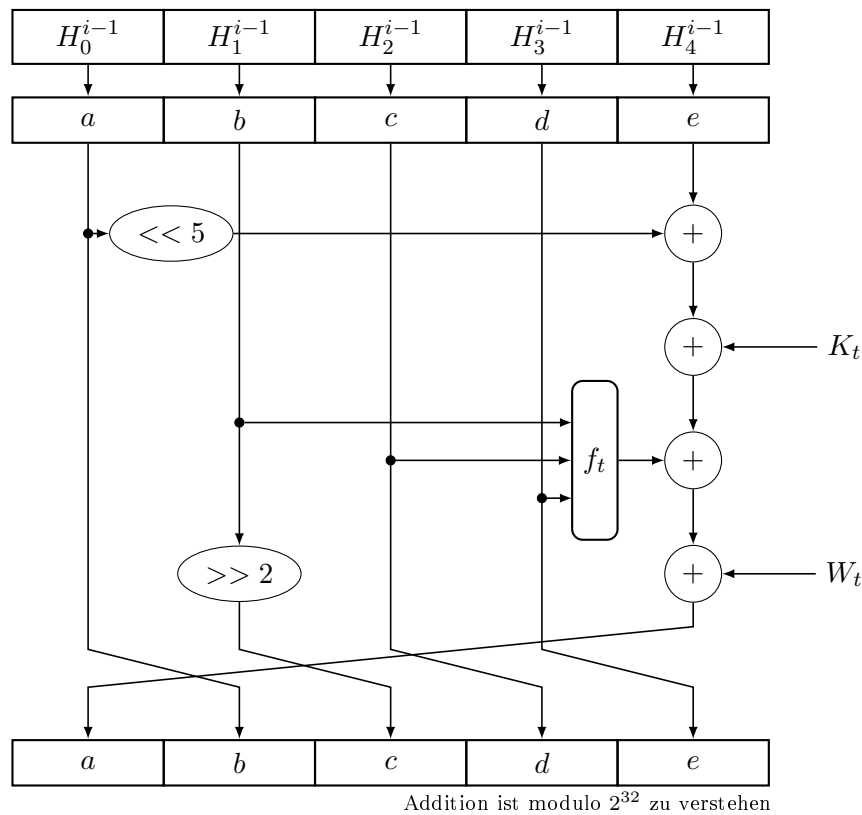 H_0^{i-1} H_1^{i-1} H_2^{i-1} H_3^{i-1} H_4^{i-1}
a b c d e
<< 5 +
+ K_t
f_t +
>> 2 + W_t
a b c d e
Addition ist modulo 2^{32} zu verstehen